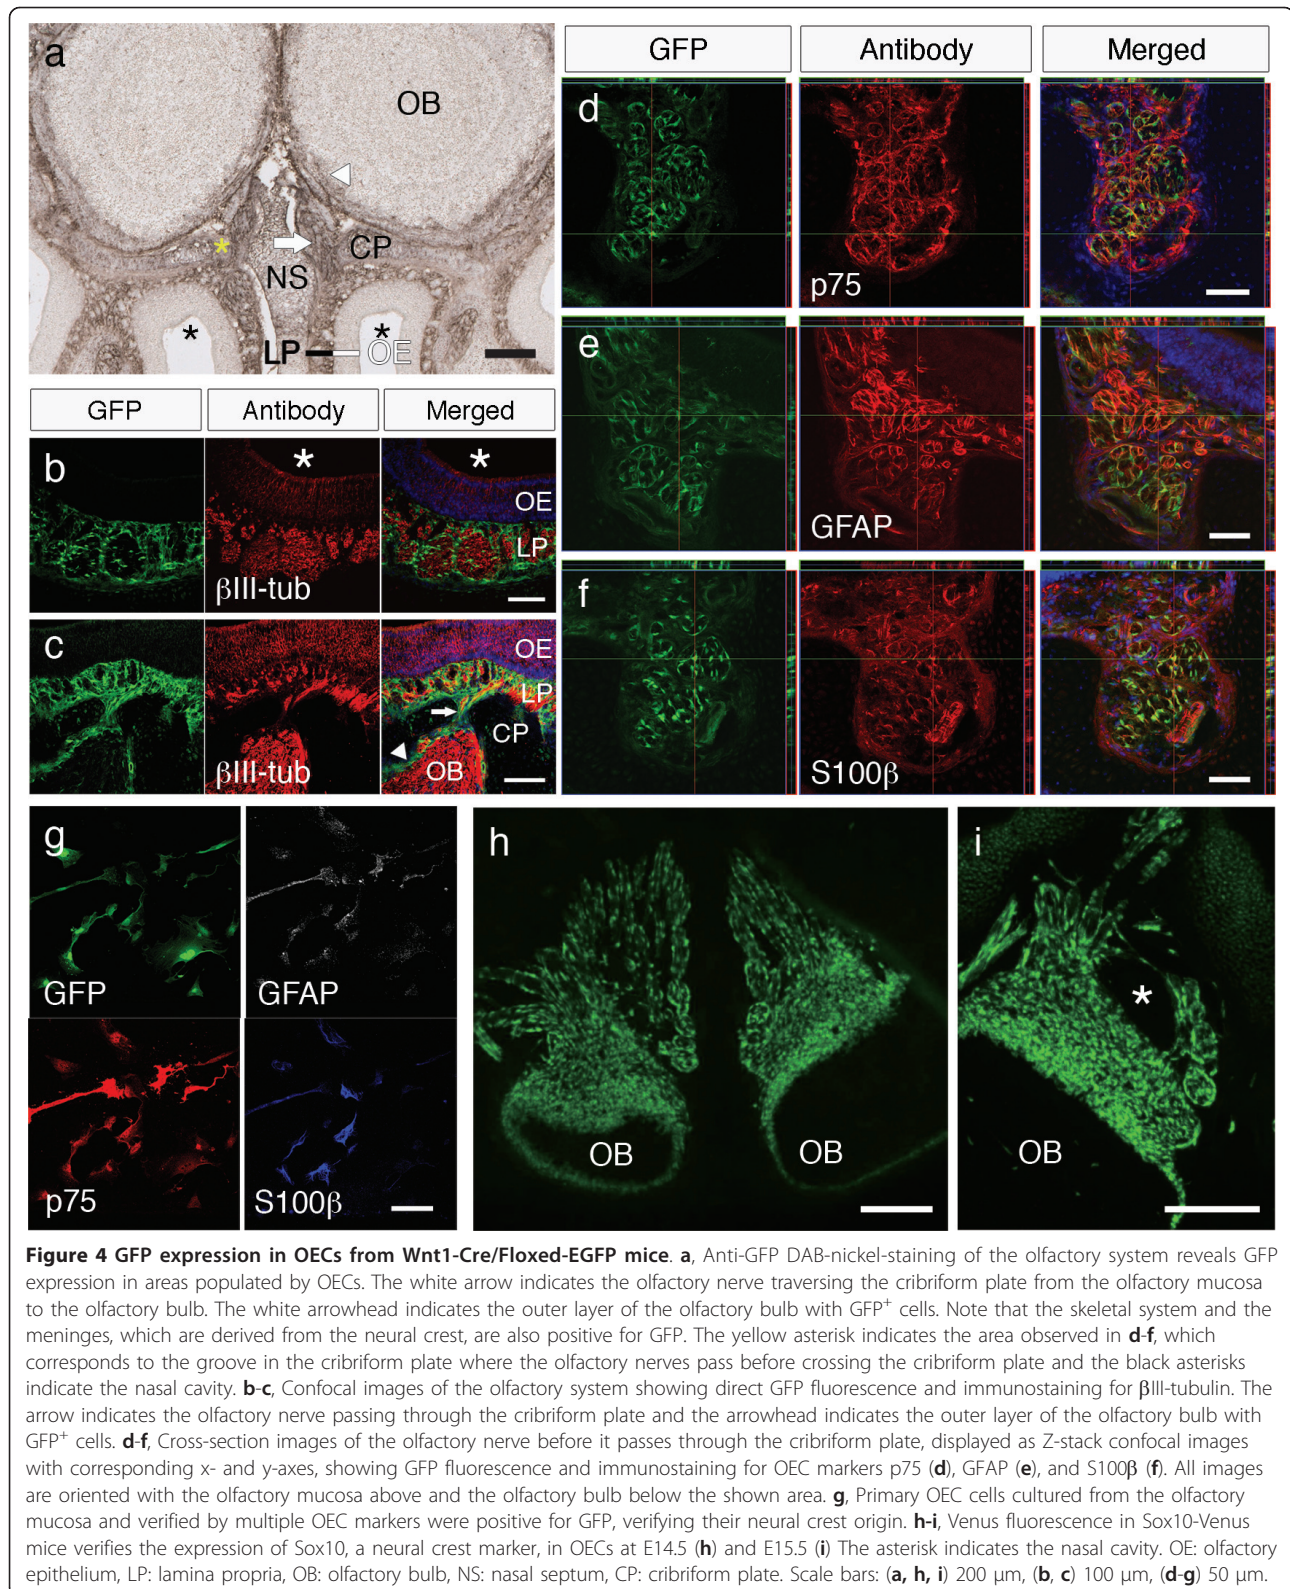 a
OB
*
CP
NS
* *
LP OE
GFP Antibody Merged
b
* *
OE
LP
βIII-tub
c
OE
LP
CP
βIII-tub
OB
GFP Antibody Merged
d
p75
e
GFAP
f
S100β
g
GFP GFAP
p75 S100β
h
OB OB
i
*
OB
Figure 4 GFP expression in OECs from Wnt1-Cre/Floxed-EGFP mice. a, Anti-GFP DAB-nickel-staining of the olfactory system reveals GFP
expression in areas populated by OECs. The white arrow indicates the olfactory nerve traversing the cribriform plate from the olfactory mucosa
to the olfactory bulb. The white arrowhead indicates the outer layer of the olfactory bulb with GFP+ cells. Note that the skeletal system and the
meninges, which are derived from the neural crest, are also positive for GFP. The yellow asterisk indicates the area observed in d-f, which
corresponds to the groove in the cribriform plate where the olfactory nerves pass before crossing the cribriform plate and the black asterisks
indicate the nasal cavity. b-c, Confocal images of the olfactory system showing direct GFP fluorescence and immunostaining for βIII-tubulin. The
arrow indicates the olfactory nerve passing through the cribriform plate and the arrowhead indicates the outer layer of the olfactory bulb with
GFP+ cells. d-f, Cross-section images of the olfactory nerve before it passes through the cribriform plate, displayed as Z-stack confocal images
with corresponding x- and y-axes, showing GFP fluorescence and immunostaining for OEC markers p75 (d), GFAP (e), and S100β (f). All images
are oriented with the olfactory mucosa above and the olfactory bulb below the shown area. g, Primary OEC cells cultured from the olfactory
mucosa and verified by multiple OEC markers were positive for GFP, verifying their neural crest origin. h-i, Venus fluorescence in Sox10-Venus
mice verifies the expression of Sox10, a neural crest marker, in OECs at E14.5 (h) and E15.5 (i) The asterisk indicates the nasal cavity. OE: olfactory
epithelium, LP: lamina propria, OB: olfactory bulb, NS: nasal septum, CP: cribriform plate. Scale bars: (a, h, i) 200 μm, (b, c) 100 μm, (d-g) 50 μm.